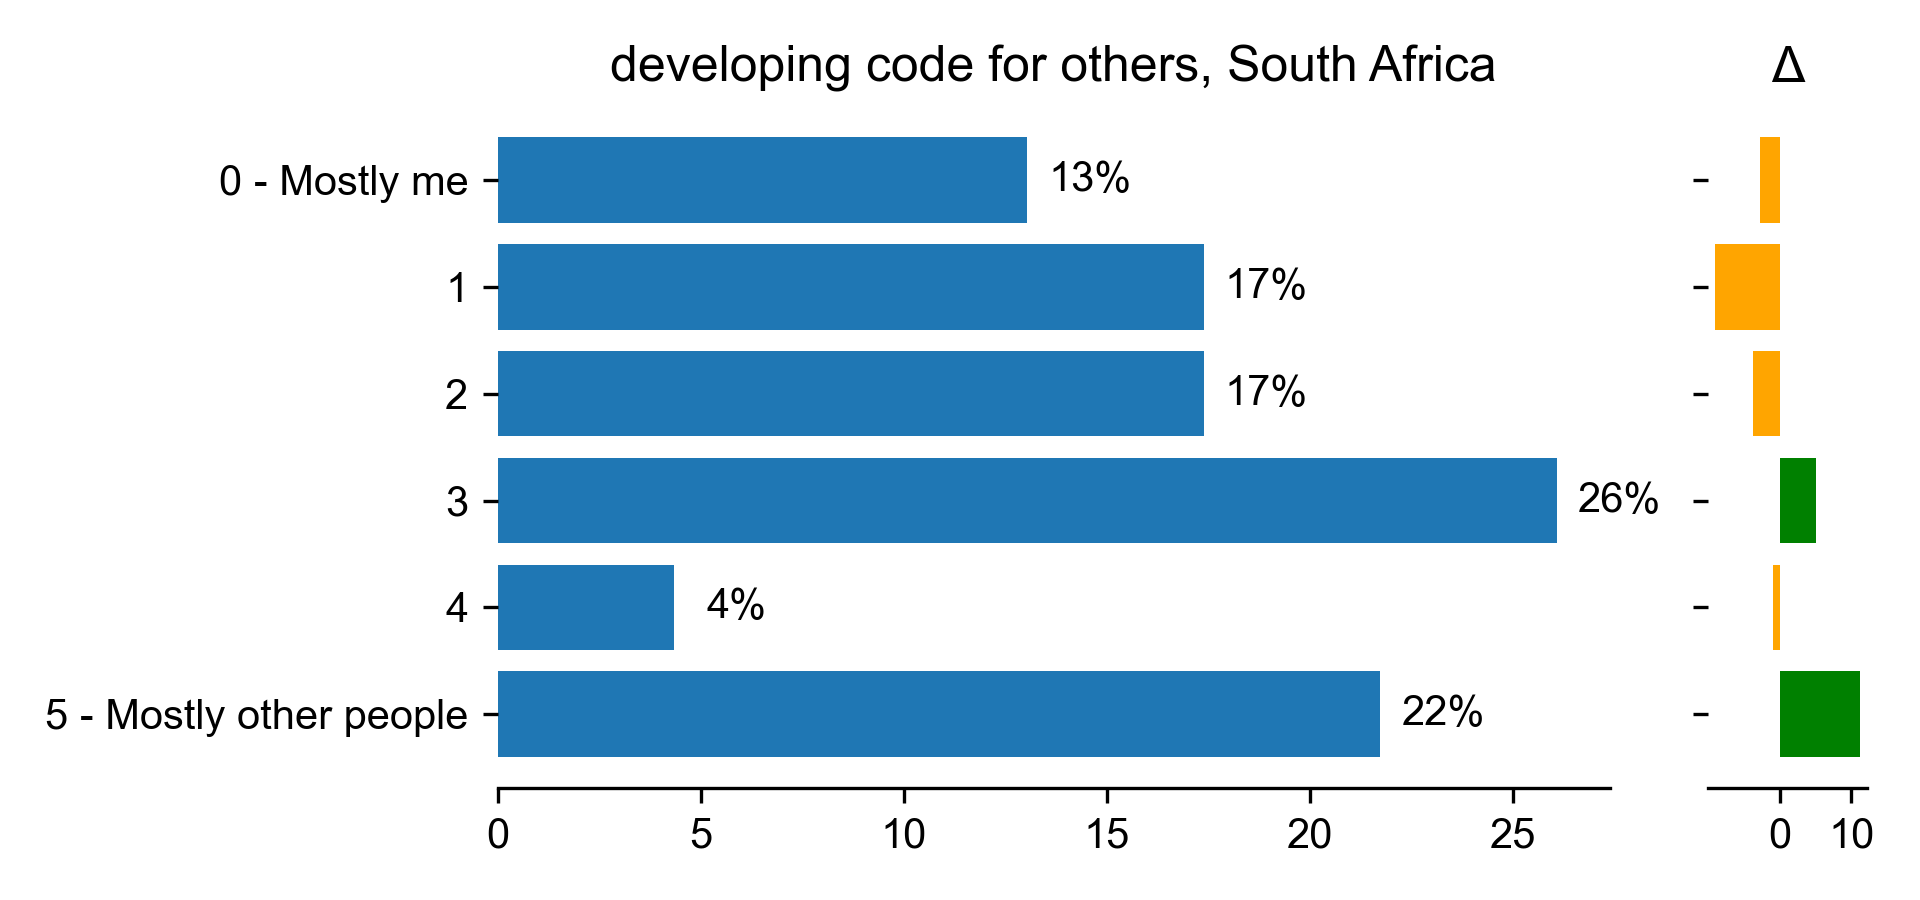 developing code for others, South Africa
Δ
0 - Mostly me
13%
1
17%
2
17%
3
26%
4
4%
5 - Mostly other people
22%
0 5 10 15 20 25
0 10